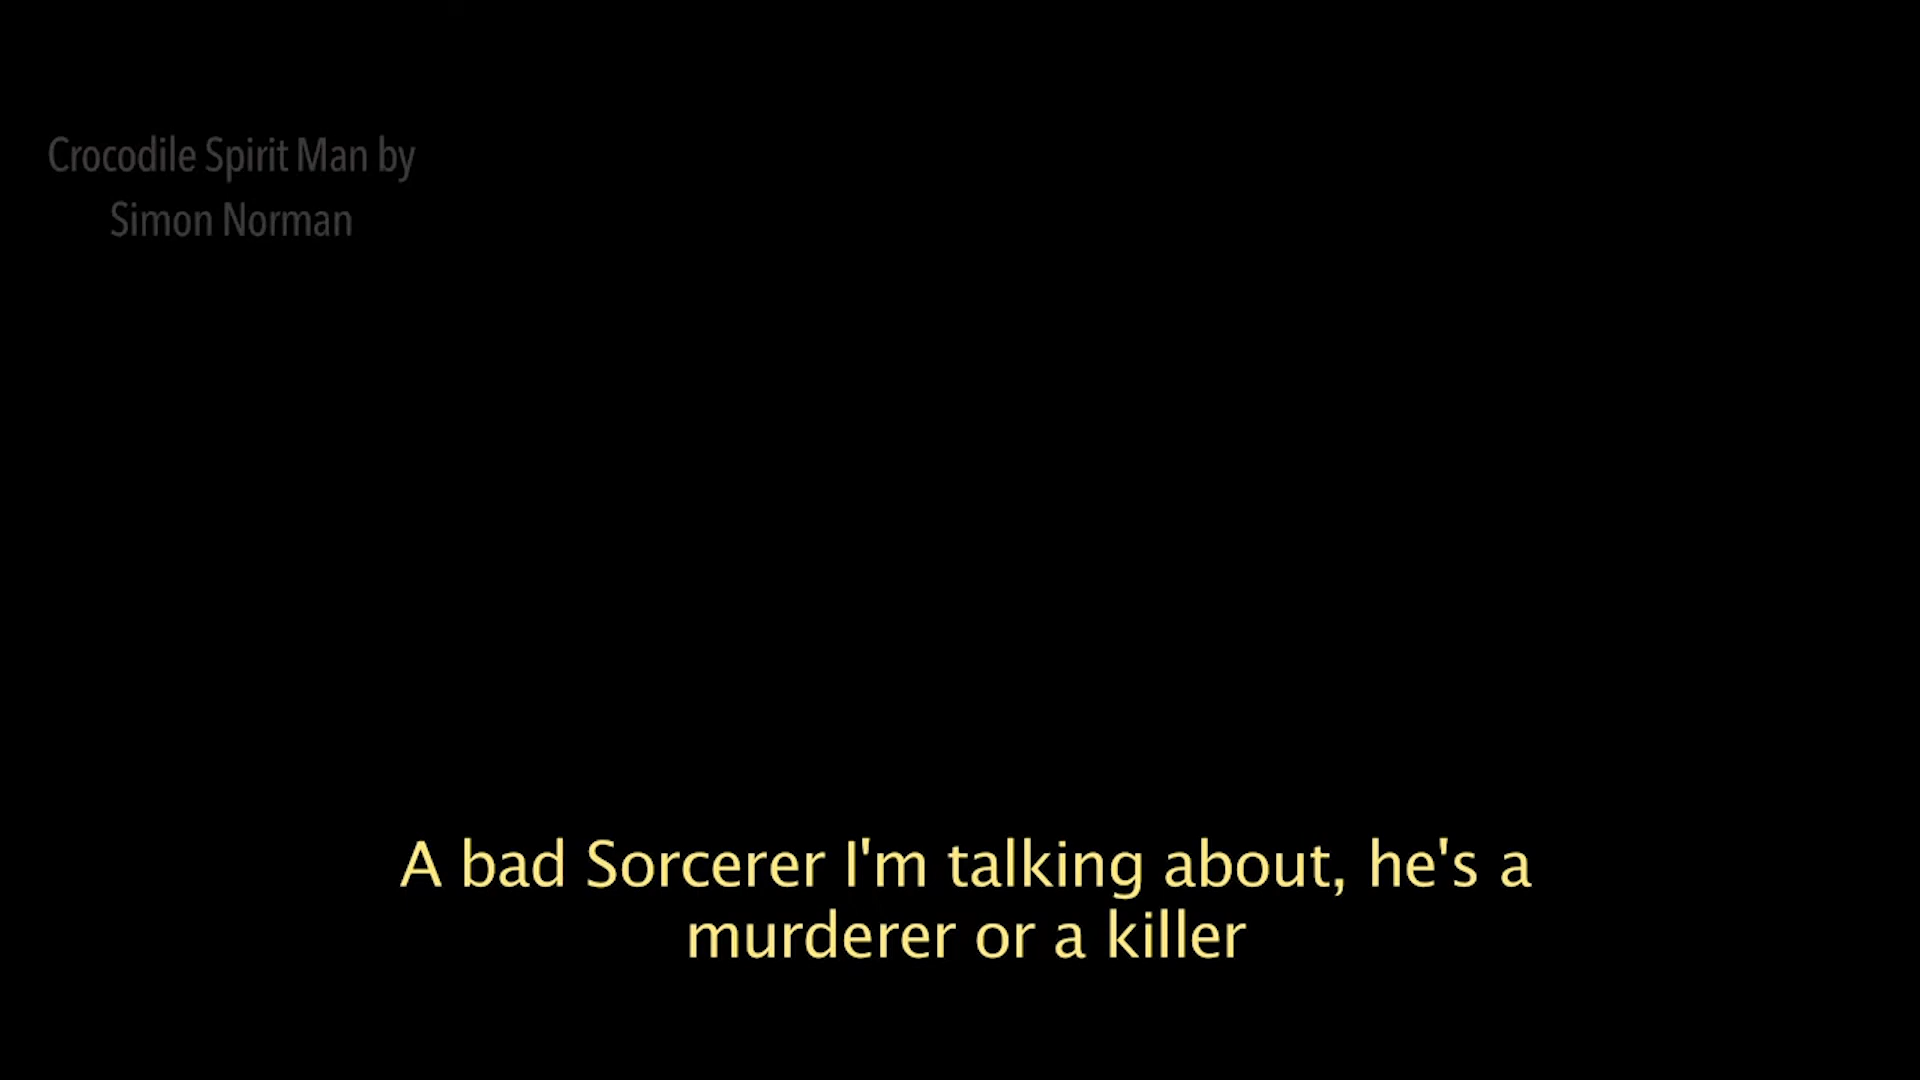 Crocodile Spirit Man by
Simon Norman
A bad Sorcerer I'm talking about, he's a
murderer or a killer